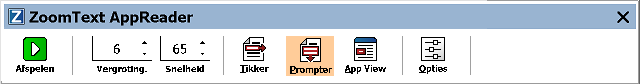 ZoomText AppReader
6 65
Afspelen Vergroting. Snelheid Tikker Prompter App View Opties